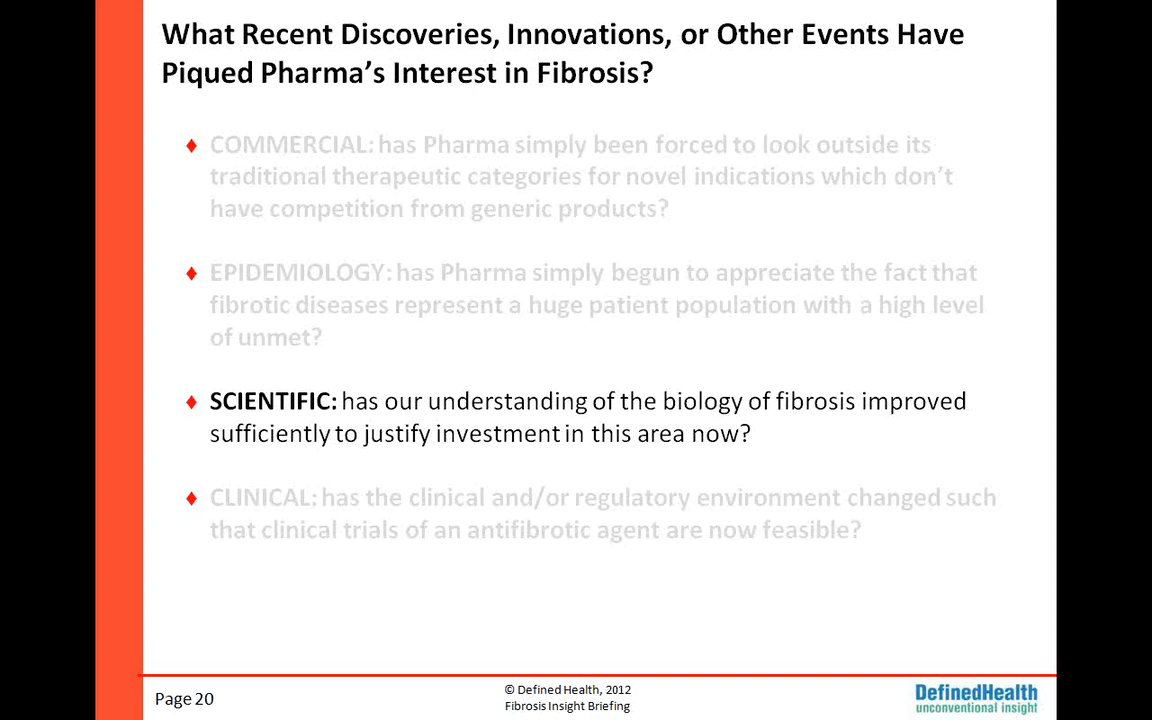 What Recent Discoveries, Innovations, or Other Events Have
Piqued Pharma's Interest in Fibrosis?
♦ COMMERCIAL: has Pharma simply been forced to look outside its
traditional therapeutic categories for novel indications which don't
have competition from generic products?
♦ EPIDEMIOLOGY: has Pharma simply begun to appreciate the fact that
fibrotic diseases represent a huge patient population with a high level
of unmet?
♦ SCIENTIFIC: has our understanding of the biology of fibrosis improved
sufficiently to justify investment in this area now?
♦ CLINICAL: has the clinical and/or regulatory environment changed such
that clinical trials of an antifibrotic agent are now feasible?
Page 20
© Defined Health, 2012
Fibrosis Insight Briefing
DefinedHealth
unconventional insight